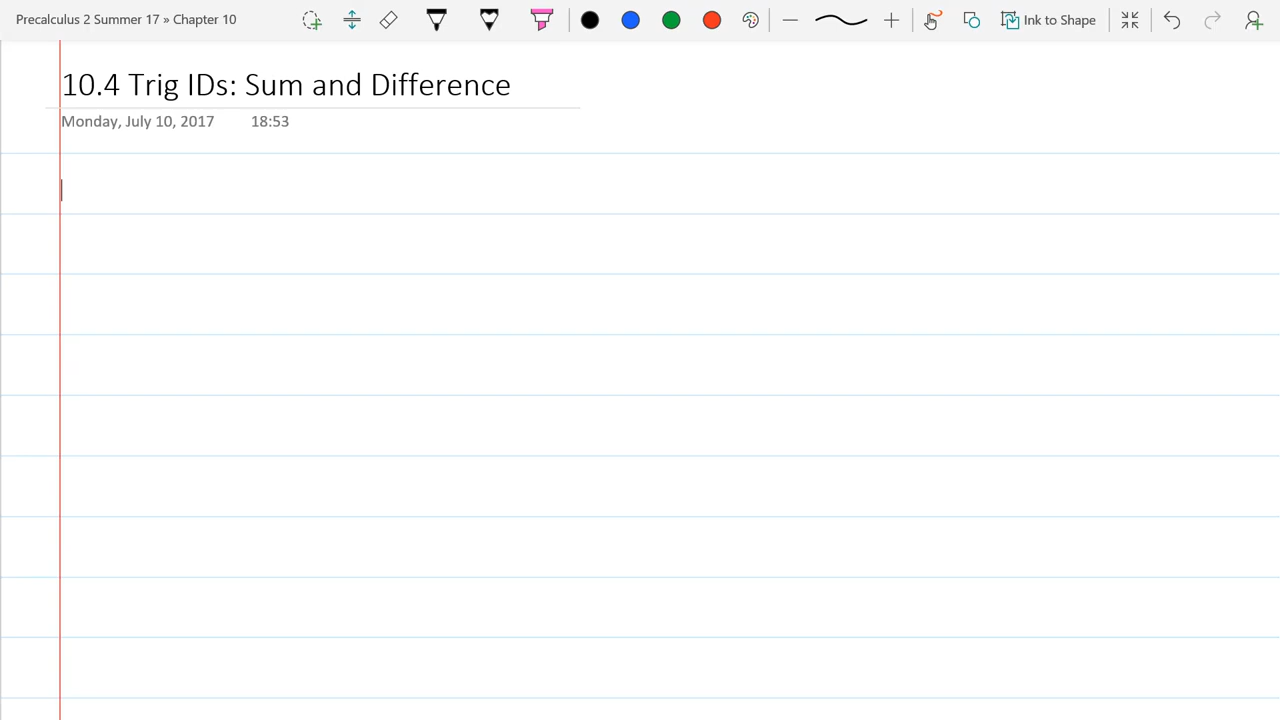 Precalculus 2 Summer 17 » Chapter 10
Ink to Shape
10.4 Trig IDs: Sum and Difference
Monday, July 10, 2017 18:53